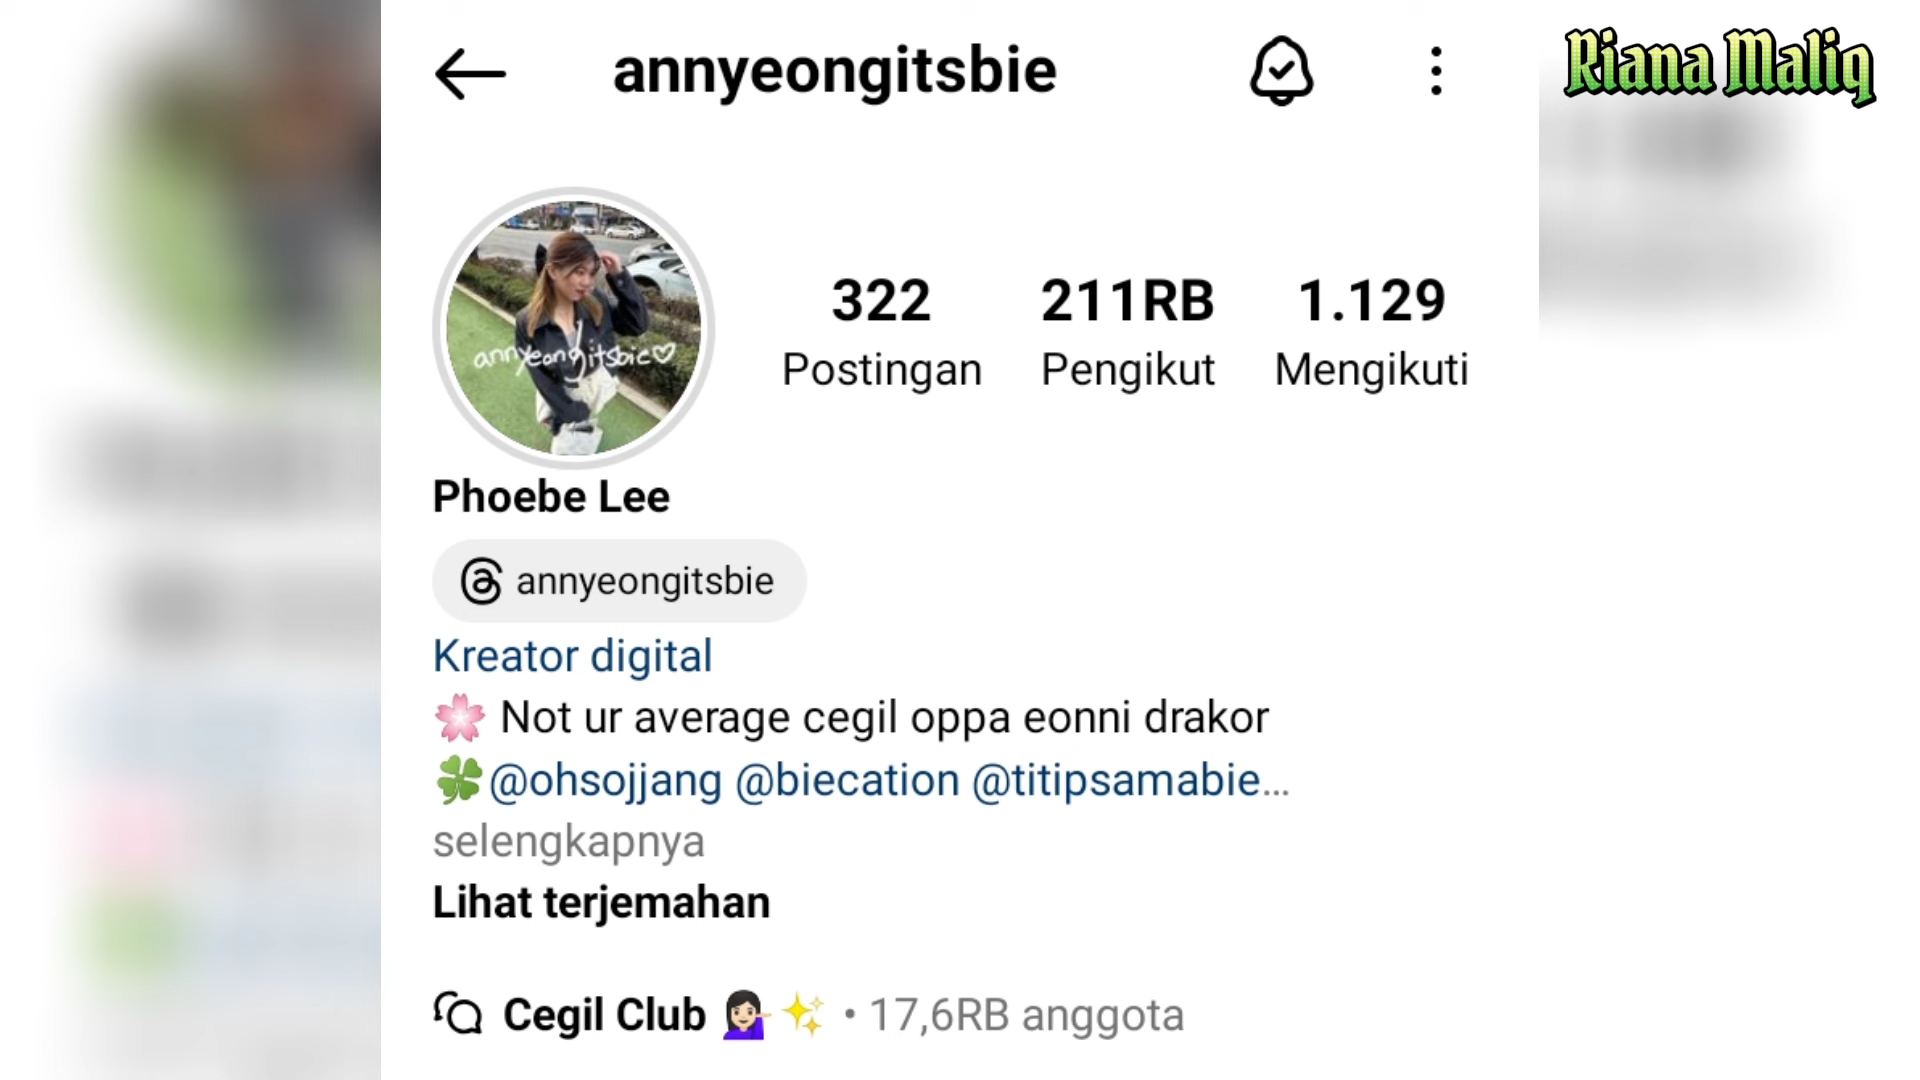 annyeongitsbie
Riana Maliq
annyeongitsbie♡
322 211RB 1.129
Postingan Pengikut Mengikuti
Phoebe Lee
annyeongitsbie
Kreator digital
🌸 Not ur average cegil oppa eonni drakor
🍀@ohsojjang @biecation @titipsamabie...
selengkapnya
Lihat terjemahan
Cegil Club 💁🏻‍♀️✨ • 17,6RB anggota